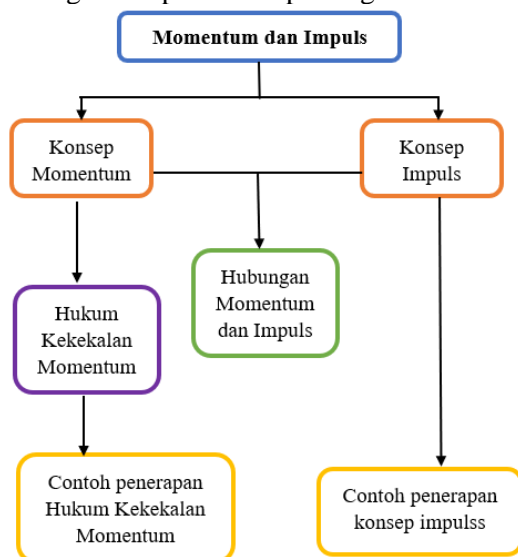 Momentum dan Impuls
Konsep
Momentum
Konsep
Impuls
Hubungan
Momentum
dan Impuls
Hukum
Kekekalan
Momentum
Contoh penerapan
Hukum Kekekalan
Momentum
Contoh penerapan
konsep impulss